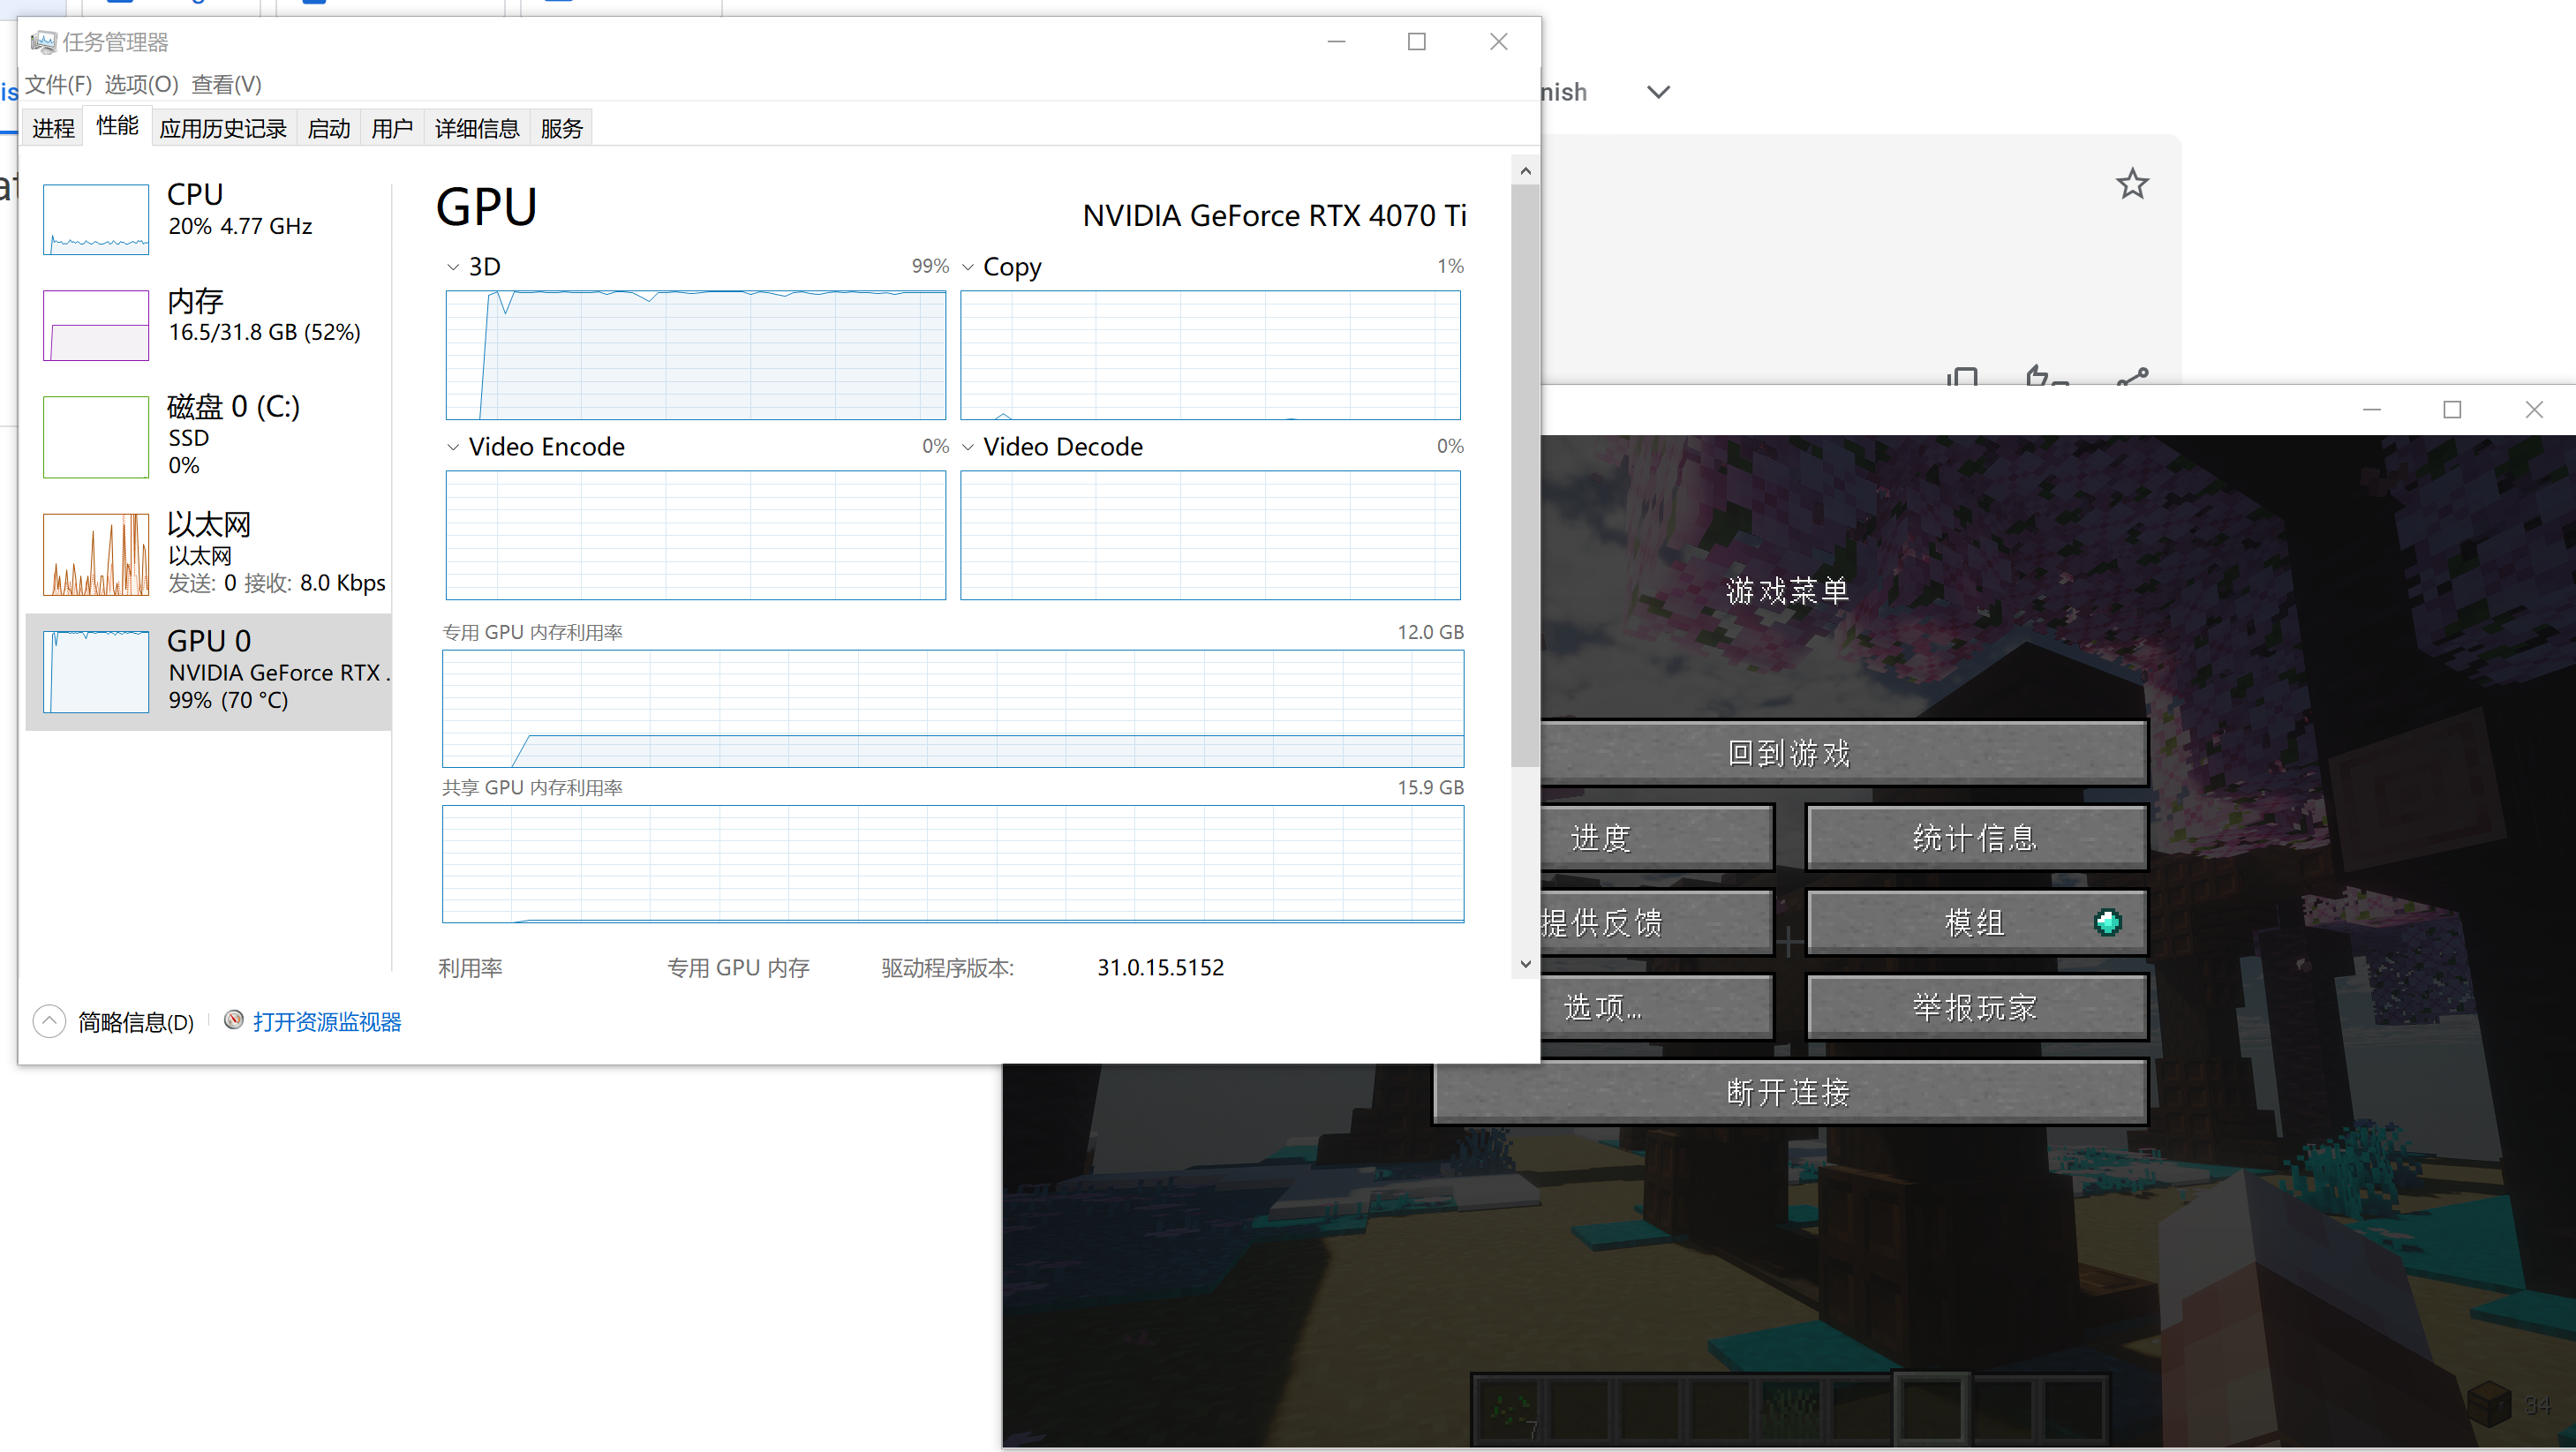 任务管理器
文件(F) 选项(O) 查看(V)
进程 性能 应用历史记录 启动 用户 详细信息 服务
CPU
20% 4.77 GHz
内存
16.5/31.8 GB (52%)
磁盘 0 (C:)
SSD
0%
以太网
以太网
发送: 0 接收: 8.0 Kbps
GPU 0
NVIDIA GeForce RTX .
99% (70 °C)
GPU
NVIDIA GeForce RTX 4070 Ti
3D 99% Copy 1%
Video Encode 0% Video Decode 0%
专用 GPU 内存利用率 12.0 GB
共享 GPU 内存利用率 15.9 GB
利用率 专用 GPU 内存 驱动程序版本: 31.0.15.5152
简略信息(D) 打开资源监视器
nish
游戏菜单
回到游戏
进度 统计信息
提供反馈 模组
选项... 举报玩家
断开连接
7
34